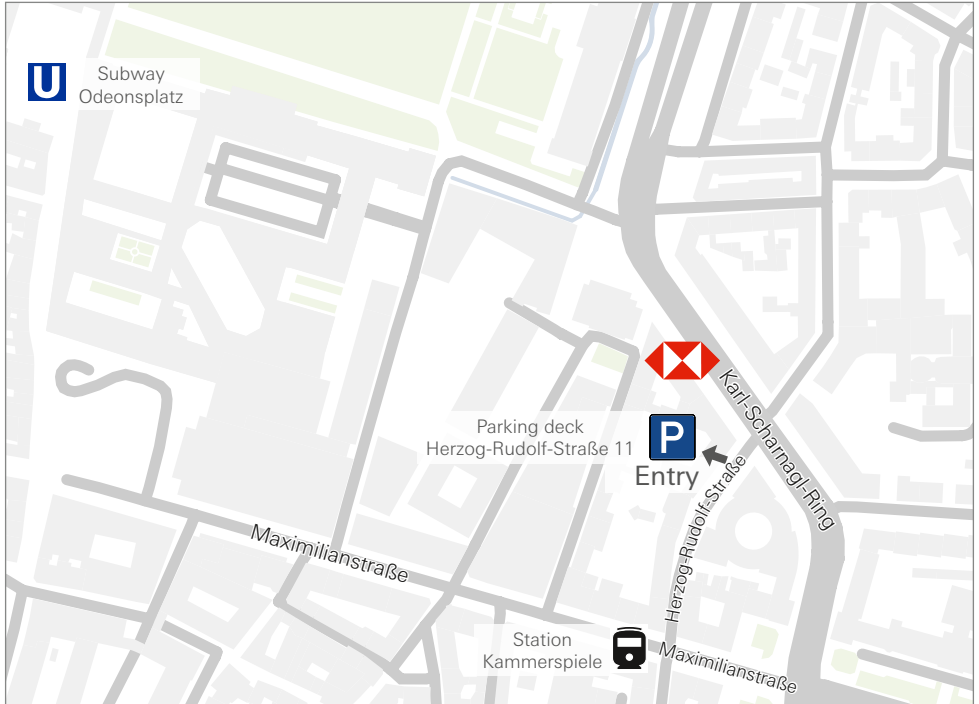 U
Subway
Odeonsplatz
Karl-Scharnagl-Ring
Parking deck
Herzog-Rudolf-Straße 11
P
Entry
Herzog-Rudolf-Straße
Maximilianstraße
Station
Kammerspiele
Maximilianstraße